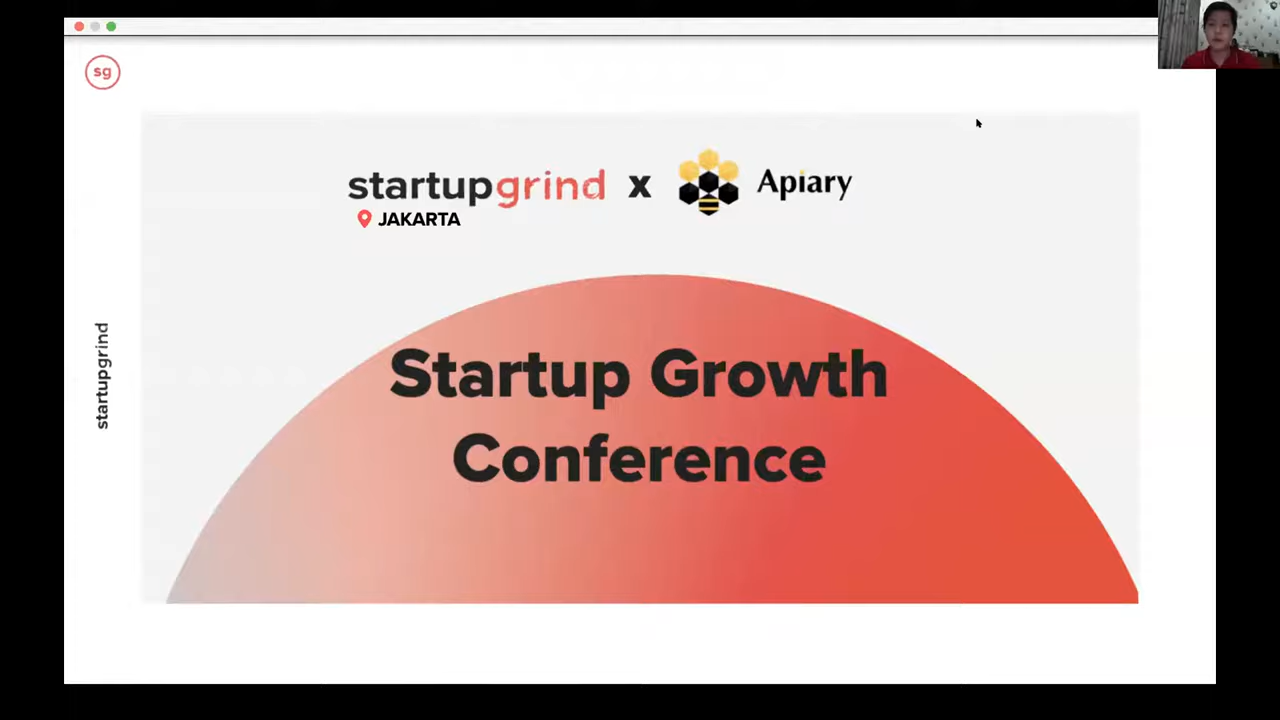 sg
startupgrind x Apiary
JAKARTA
startupgrind
Startup Growth
Conference